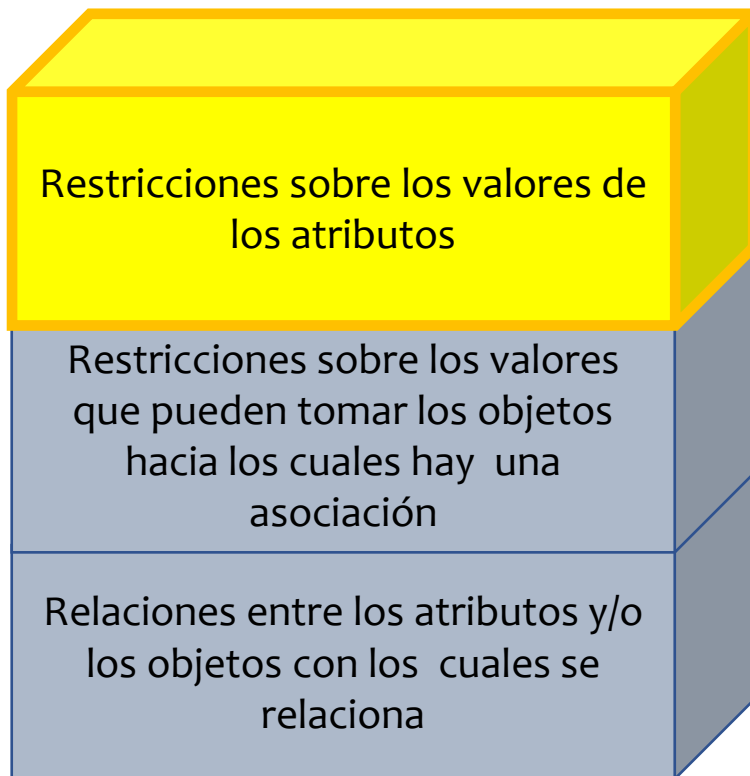 Restricciones sobre los valores de
los atributos
Restricciones sobre los valores
que pueden tomar los objetos
hacia los cuales hay una
asociación
Relaciones entre los atributos y/o
los objetos con los cuales se
relaciona